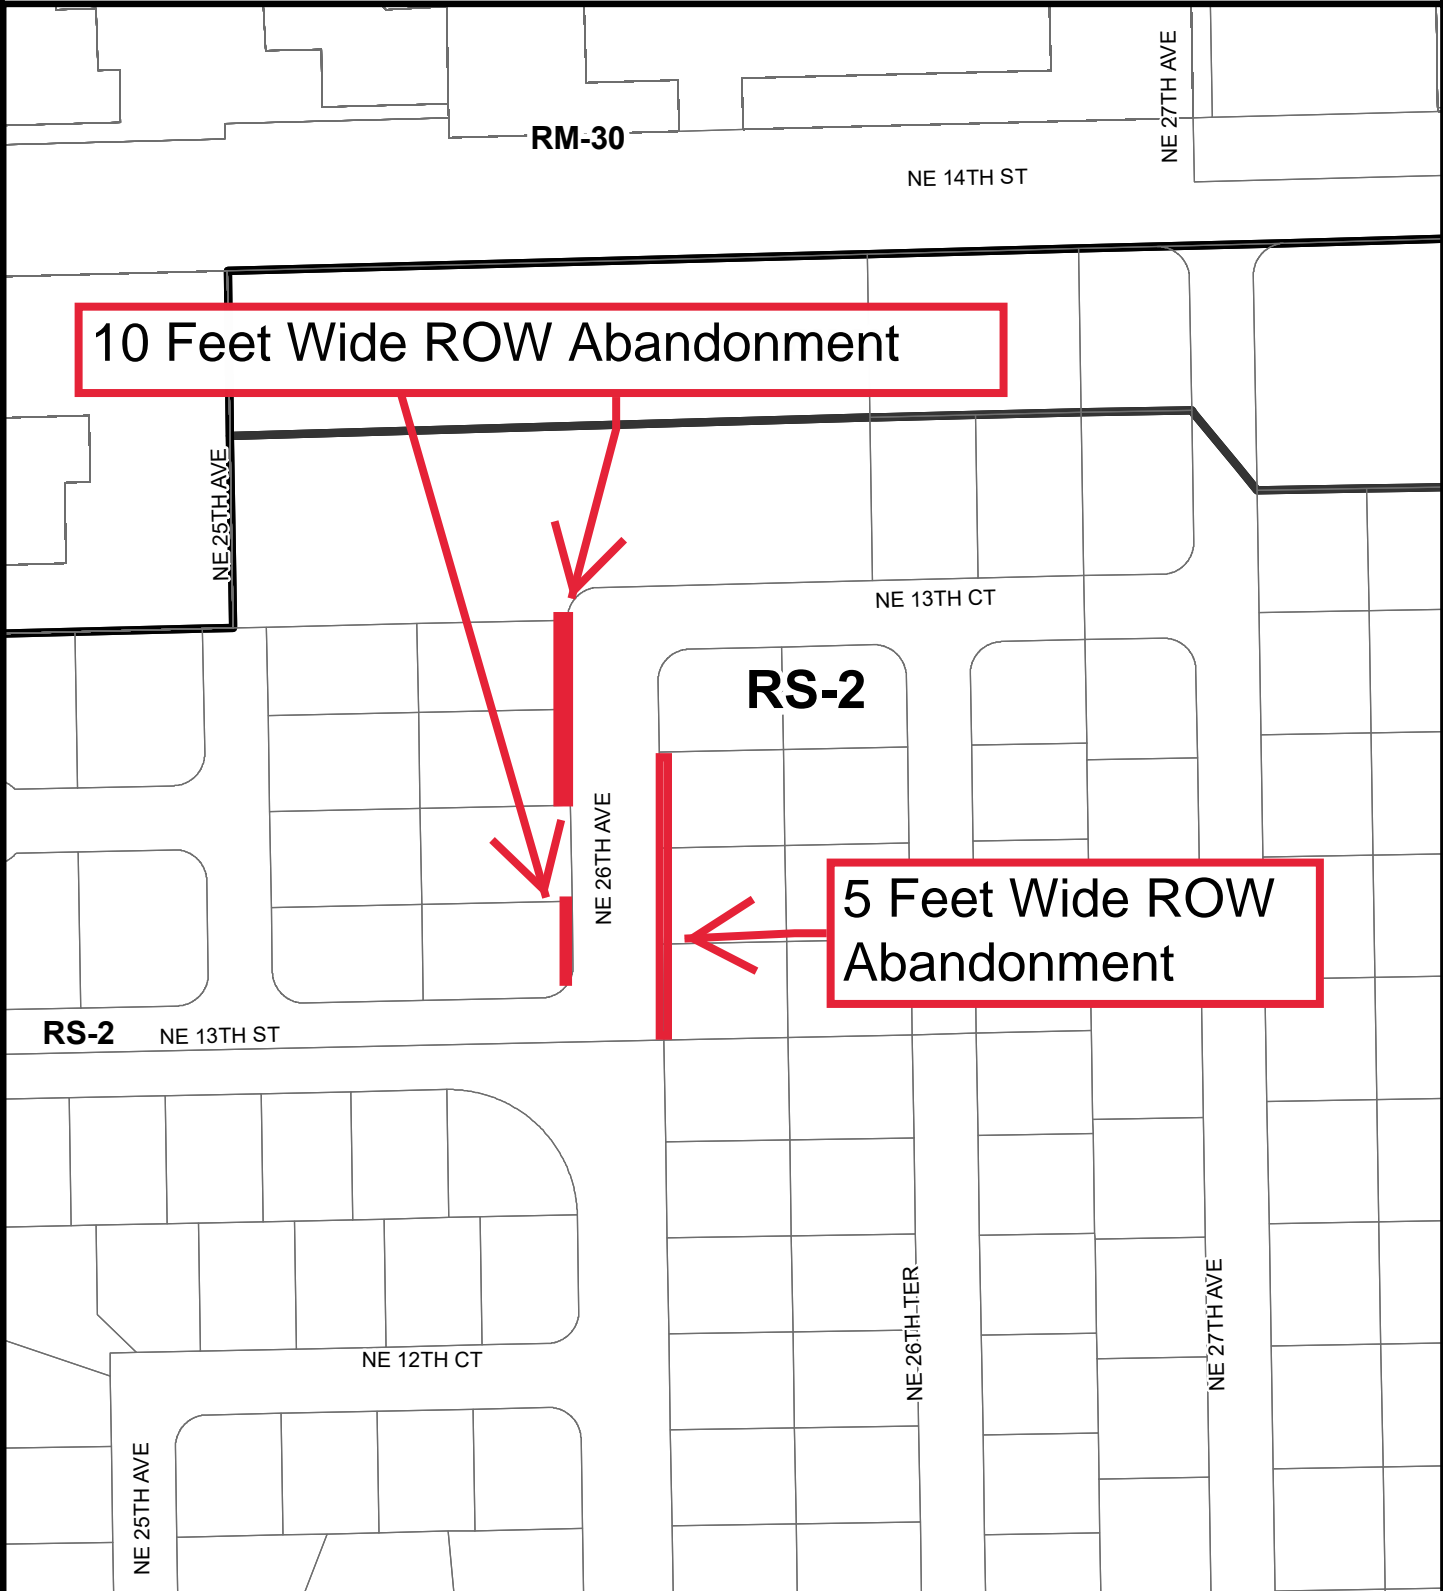 NE 27TH AVE
RM-30
NE 14TH ST
10 Feet Wide ROW Abandonment
NE 25TH AVE
NE 13TH CT
RS-2
NE 26TH AVE
5 Feet Wide ROW
Abandonment
RS-2
NE 13TH ST
NE 26TH TER
NE 27TH AVE
NE 12TH CT
NE 25TH AVE